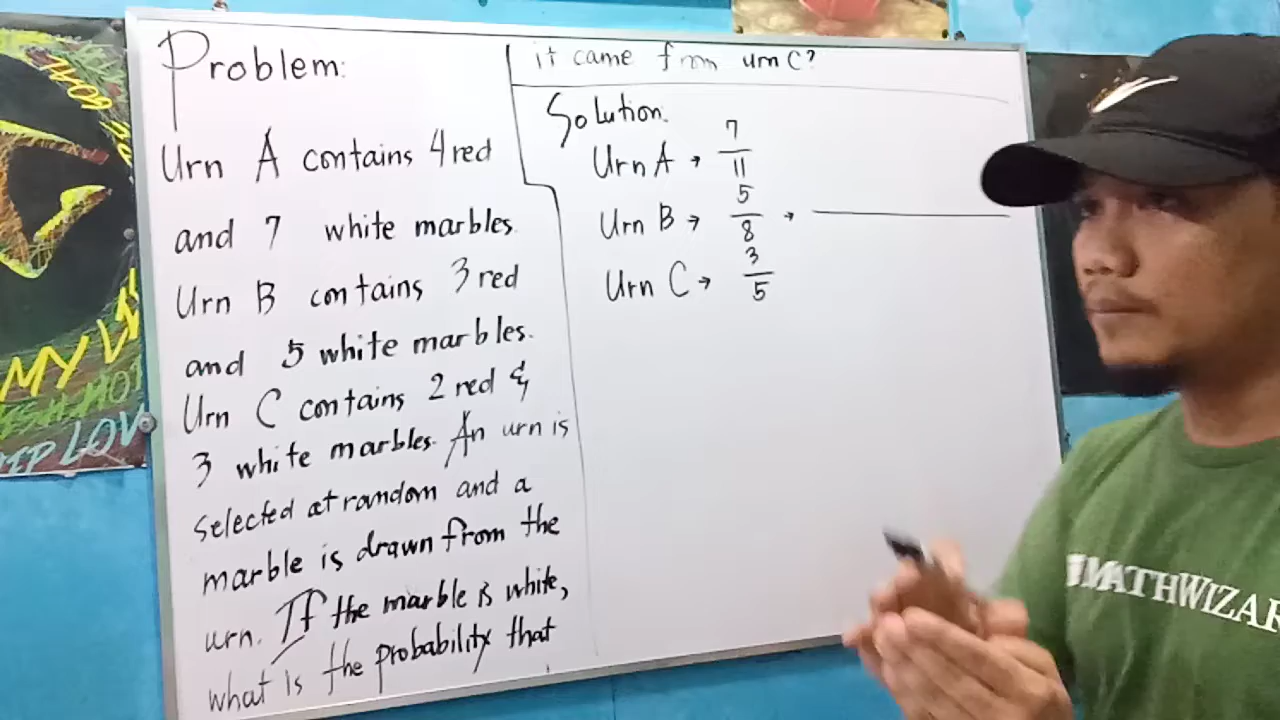 Problem:
Urn A contains 4 red
and 7 white marbles.
Urn B contains 3 red
and 5 white marbles.
Urn C contains 2 red &
3 white marbles. An urn is
selected at random and a
marble is drawn from the
urn. If the marble is white,
what is the probability that
it came from urn C?
Solution:
Urn A → 7/11
Urn B → 5/8 →
Urn C → 3/5
GOAL
MY
LOV
#MATHWIZAR